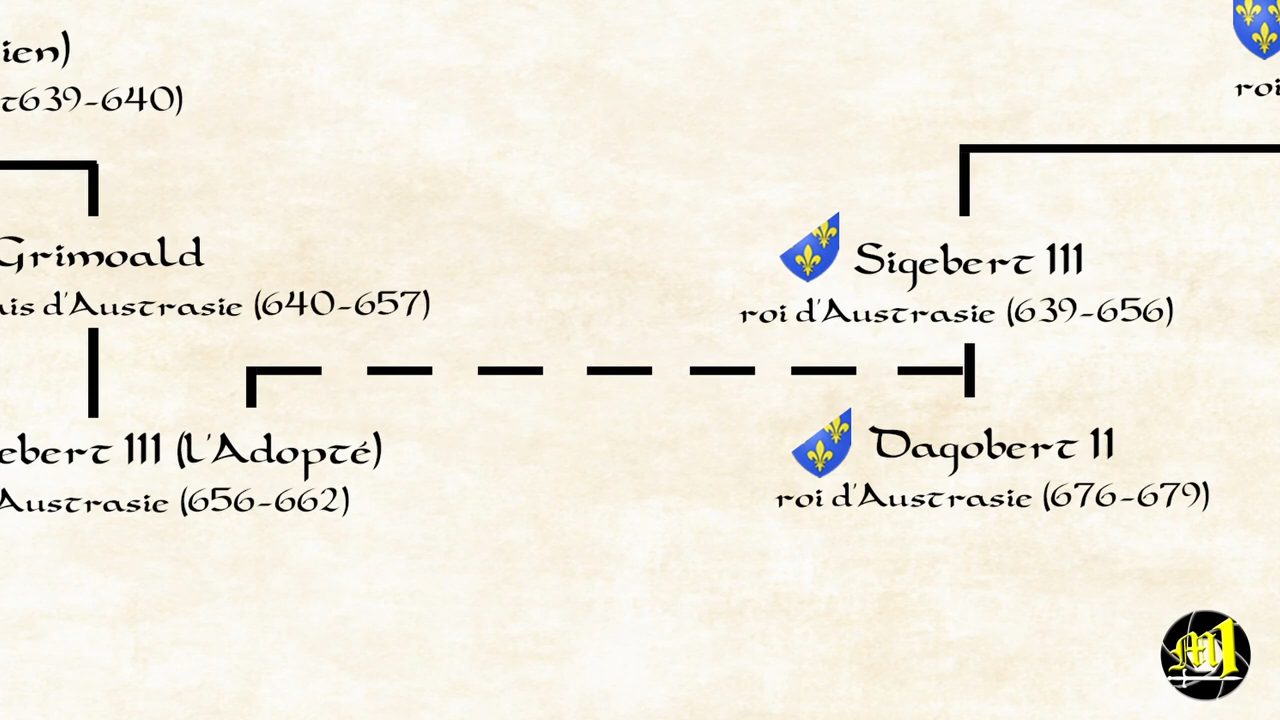 ien)
t639-640)
roi
Grimoald
ais d'Austrasie (640-657)
Sigebert III
roi d'Austrasie (639-656)
ebert III (l'Adopté)
Austrasie (656-662)
Dagobert II
roi d'Austrasie (676-679)
M1